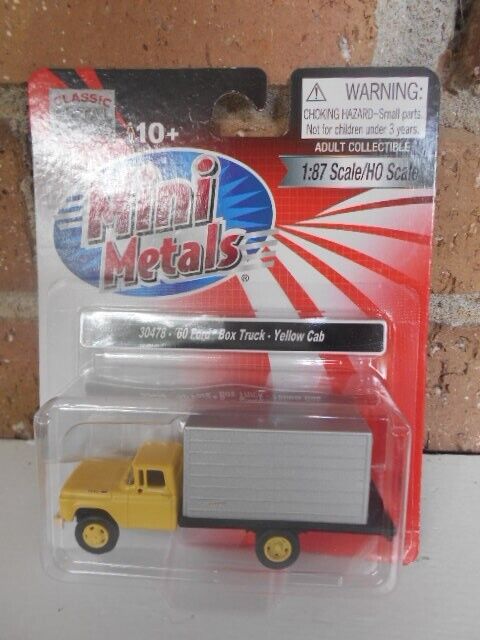 CLASSIC
10+
Mini
Metals®
WARNING:
CHOKING HAZARD-Small parts.
Not for children under 3 years.
ADULT COLLECTIBLE
1:87 Scale/HO Scale
30478 - '60 Ford® Box Truck - Yellow Cab